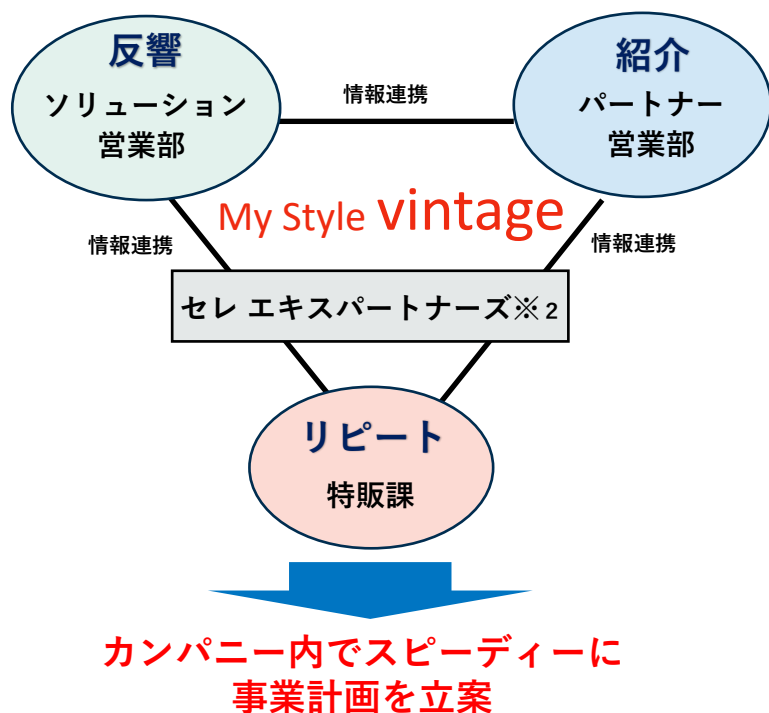 反響
ソリューション
営業部
情報連携
紹介
パートナー
営業部
My Style vintage
情報連携
情報連携
セレ エキスパートナーズ※2
リピート
特販課
カンパニー内でスピーディーに
事業計画を立案